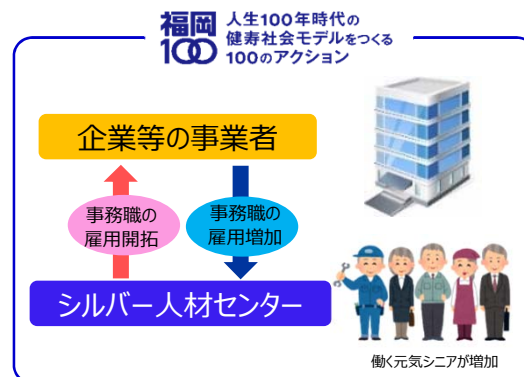 福岡100
人生100年時代の
健寿社会モデルをつくる
100のアクション
企業等の事業者
事務職の
雇用開拓
事務職の
雇用増加
シルバー人材センター
働く元気シニアが増加